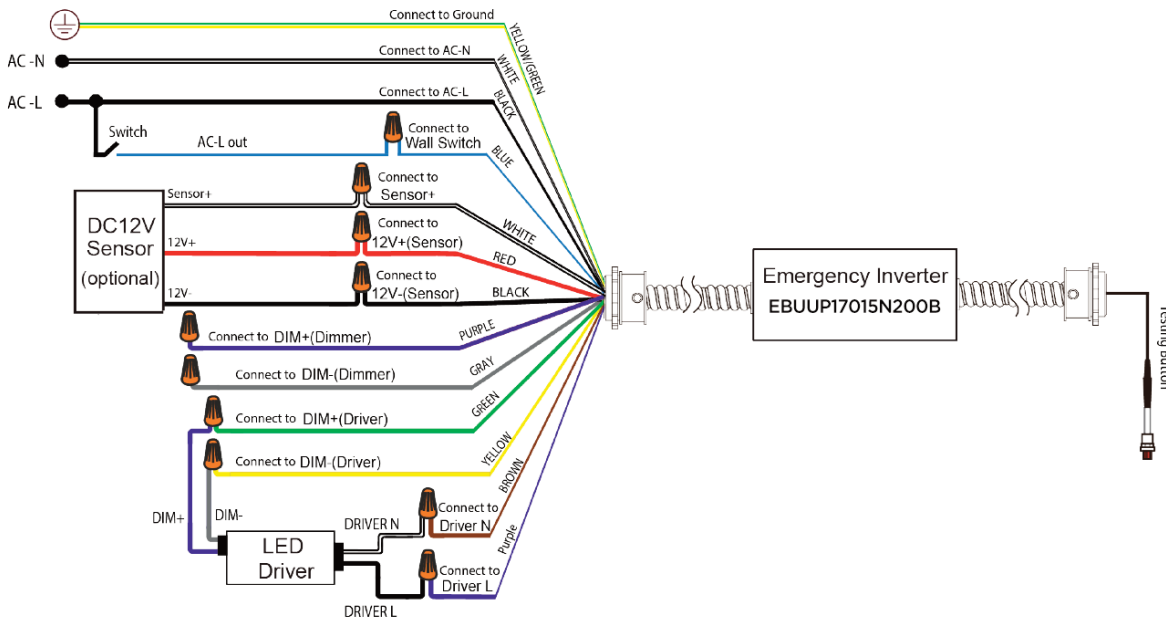 Connect to Ground
YELLOW/GREEN
AC -N
Connect to AC-N
WHITE
AC -L
Connect to AC-L
BLACK
Switch
AC-L out
Connect to
Wall Switch
BLUE
DC12V
Sensor
(optional)
Sensor+
Connect to
Sensor+
WHITE
12V+
Connect to
12V+(Sensor)
RED
12V-
Connect to
12V-(Sensor)
BLACK
Connect to DIM+(Dimmer)
PURPLE
Connect to DIM-(Dimmer)
GRAY
Connect to DIM+(Driver)
GREEN
Connect to DIM-(Driver)
YELLOW
DIM+
DIM-
LED
Driver
DRIVER N
Connect to
Driver N
BROWN
DRIVER L
Connect to
Driver L
Purple
Emergency Inverter
EBUUP17015N200B
Testing Button